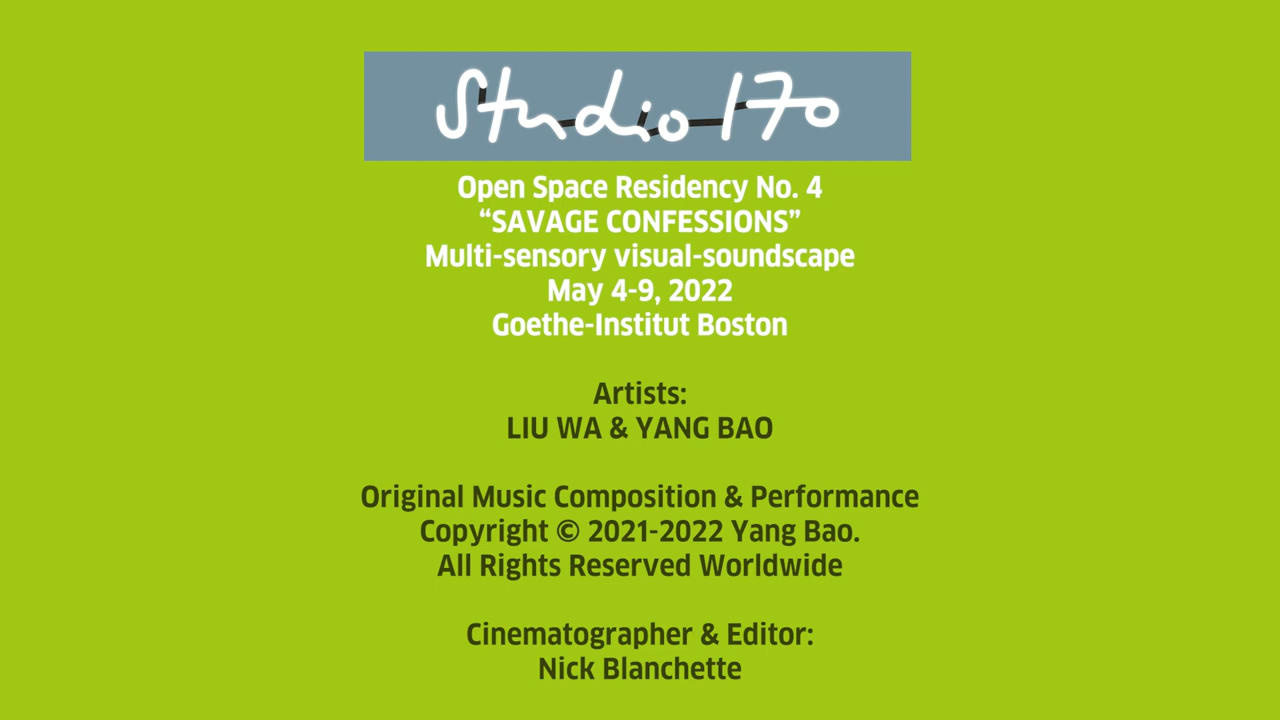 Studio 170
Open Space Residency No. 4
“SAVAGE CONFESSIONS”
Multi-sensory visual-soundscape
May 4-9, 2022
Goethe-Institut Boston
Artists:
LIU WA & YANG BAO
Original Music Composition & Performance
Copyright © 2021-2022 Yang Bao.
All Rights Reserved Worldwide
Cinematographer & Editor:
Nick Blanchette